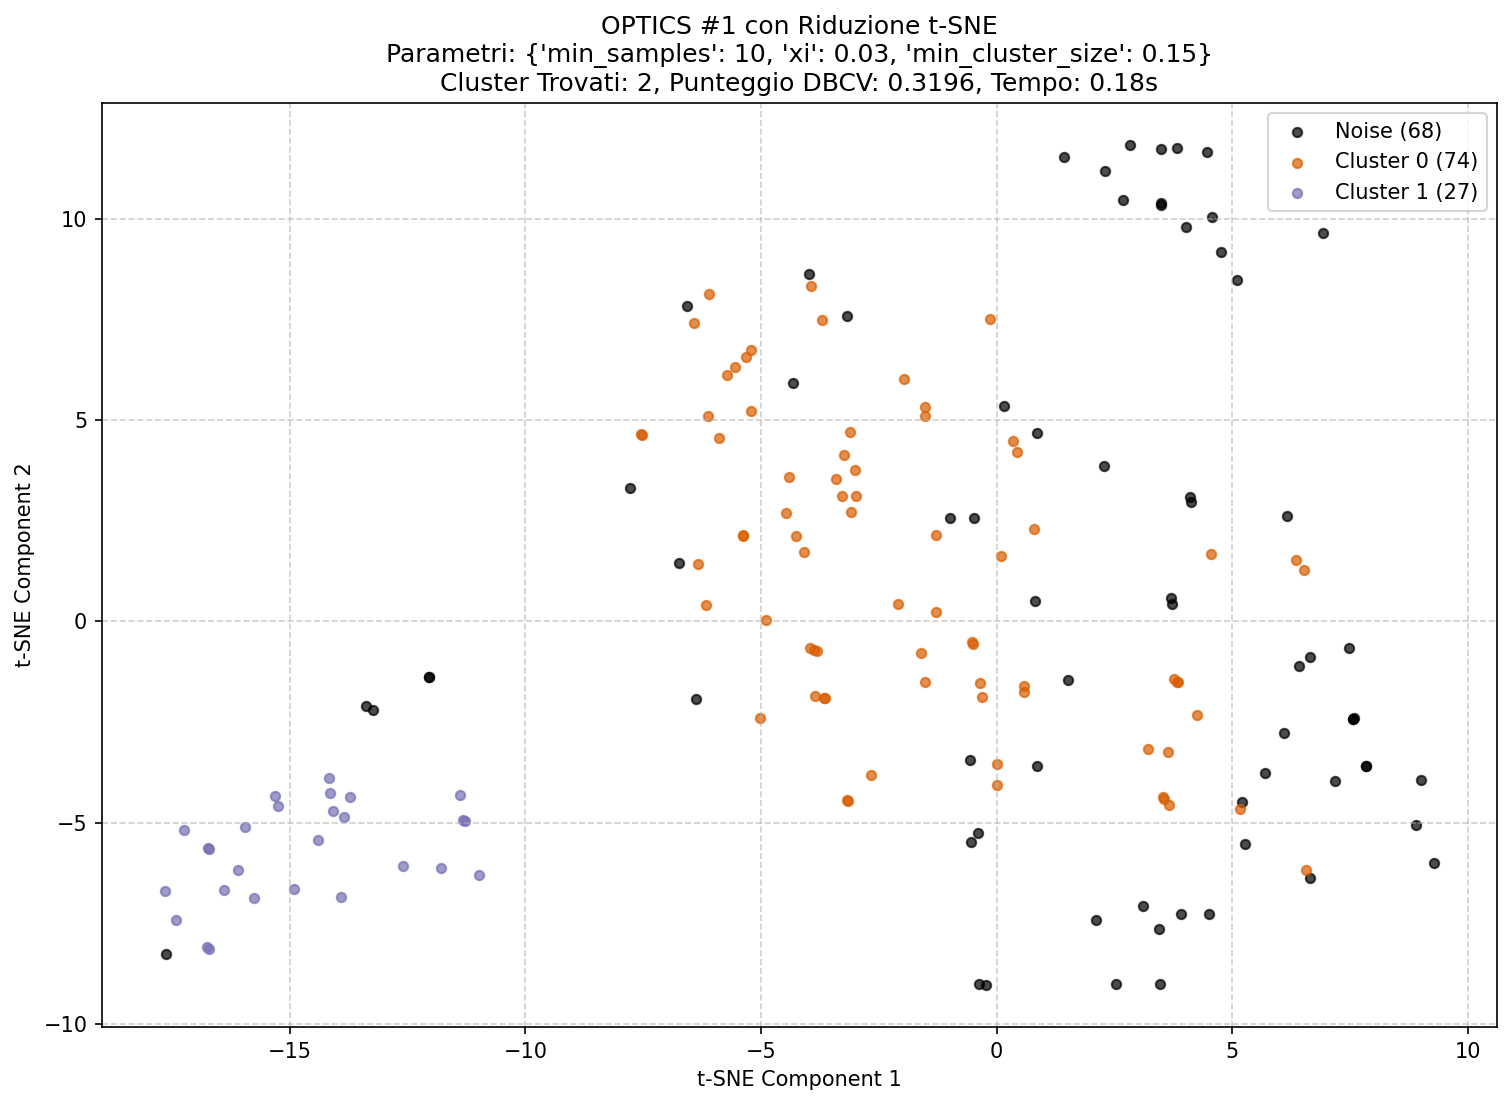 OPTICS #1 con Riduzione t-SNE
Parametri: {'min_samples': 10, 'xi': 0.03, 'min_cluster_size': 0.15}
Cluster Trovati: 2, Punteggio DBCV: 0.3196, Tempo: 0.18s
Noise (68)
Cluster 0 (74)
Cluster 1 (27)
t-SNE Component 2
10
5
0
−5
−10
−15
−10
−5
0
5
10
t-SNE Component 1